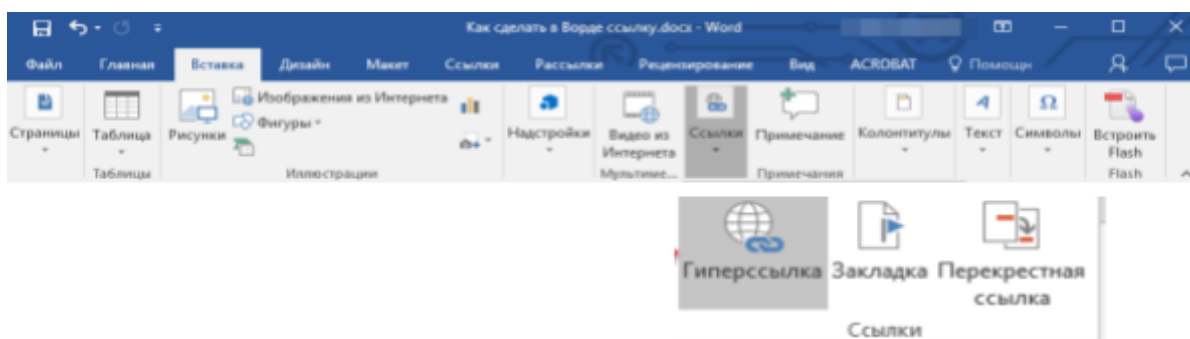 Как сделать в Ворде ссылку.docx - Word
Файл Главная Вставка Дизайн Макет Ссылки Рассылки Рецензирование Вид ACROBAT Помощн
Страницы Таблица Рисунки Изображения из Интернета Фигуры Надстройки Видео из Интернета Ссылки Примечание Колонтитулы Текст Символы Встроить Flash
Таблицы Иллюстрации Мультиме... Примечания Flash
Гиперссылка Закладка Перекрестная
ссылка
Ссылки